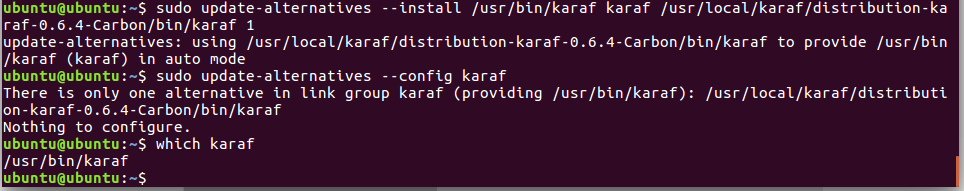 ubuntu@ubuntu:~$ sudo update-alternatives --install /usr/bin/karaf karaf /usr/local/karaf/distribution-ka
raf-0.6.4-Carbon/bin/karaf 1
update-alternatives: using /usr/local/karaf/distribution-karaf-0.6.4-Carbon/bin/karaf to provide /usr/bin
/karaf (karaf) in auto mode
ubuntu@ubuntu:~$ sudo update-alternatives --config karaf
There is only one alternative in link group karaf (providing /usr/bin/karaf): /usr/local/karaf/distributi
on-karaf-0.6.4-Carbon/bin/karaf
Nothing to configure.
ubuntu@ubuntu:~$ which karaf
/usr/bin/karaf
ubuntu@ubuntu:~$